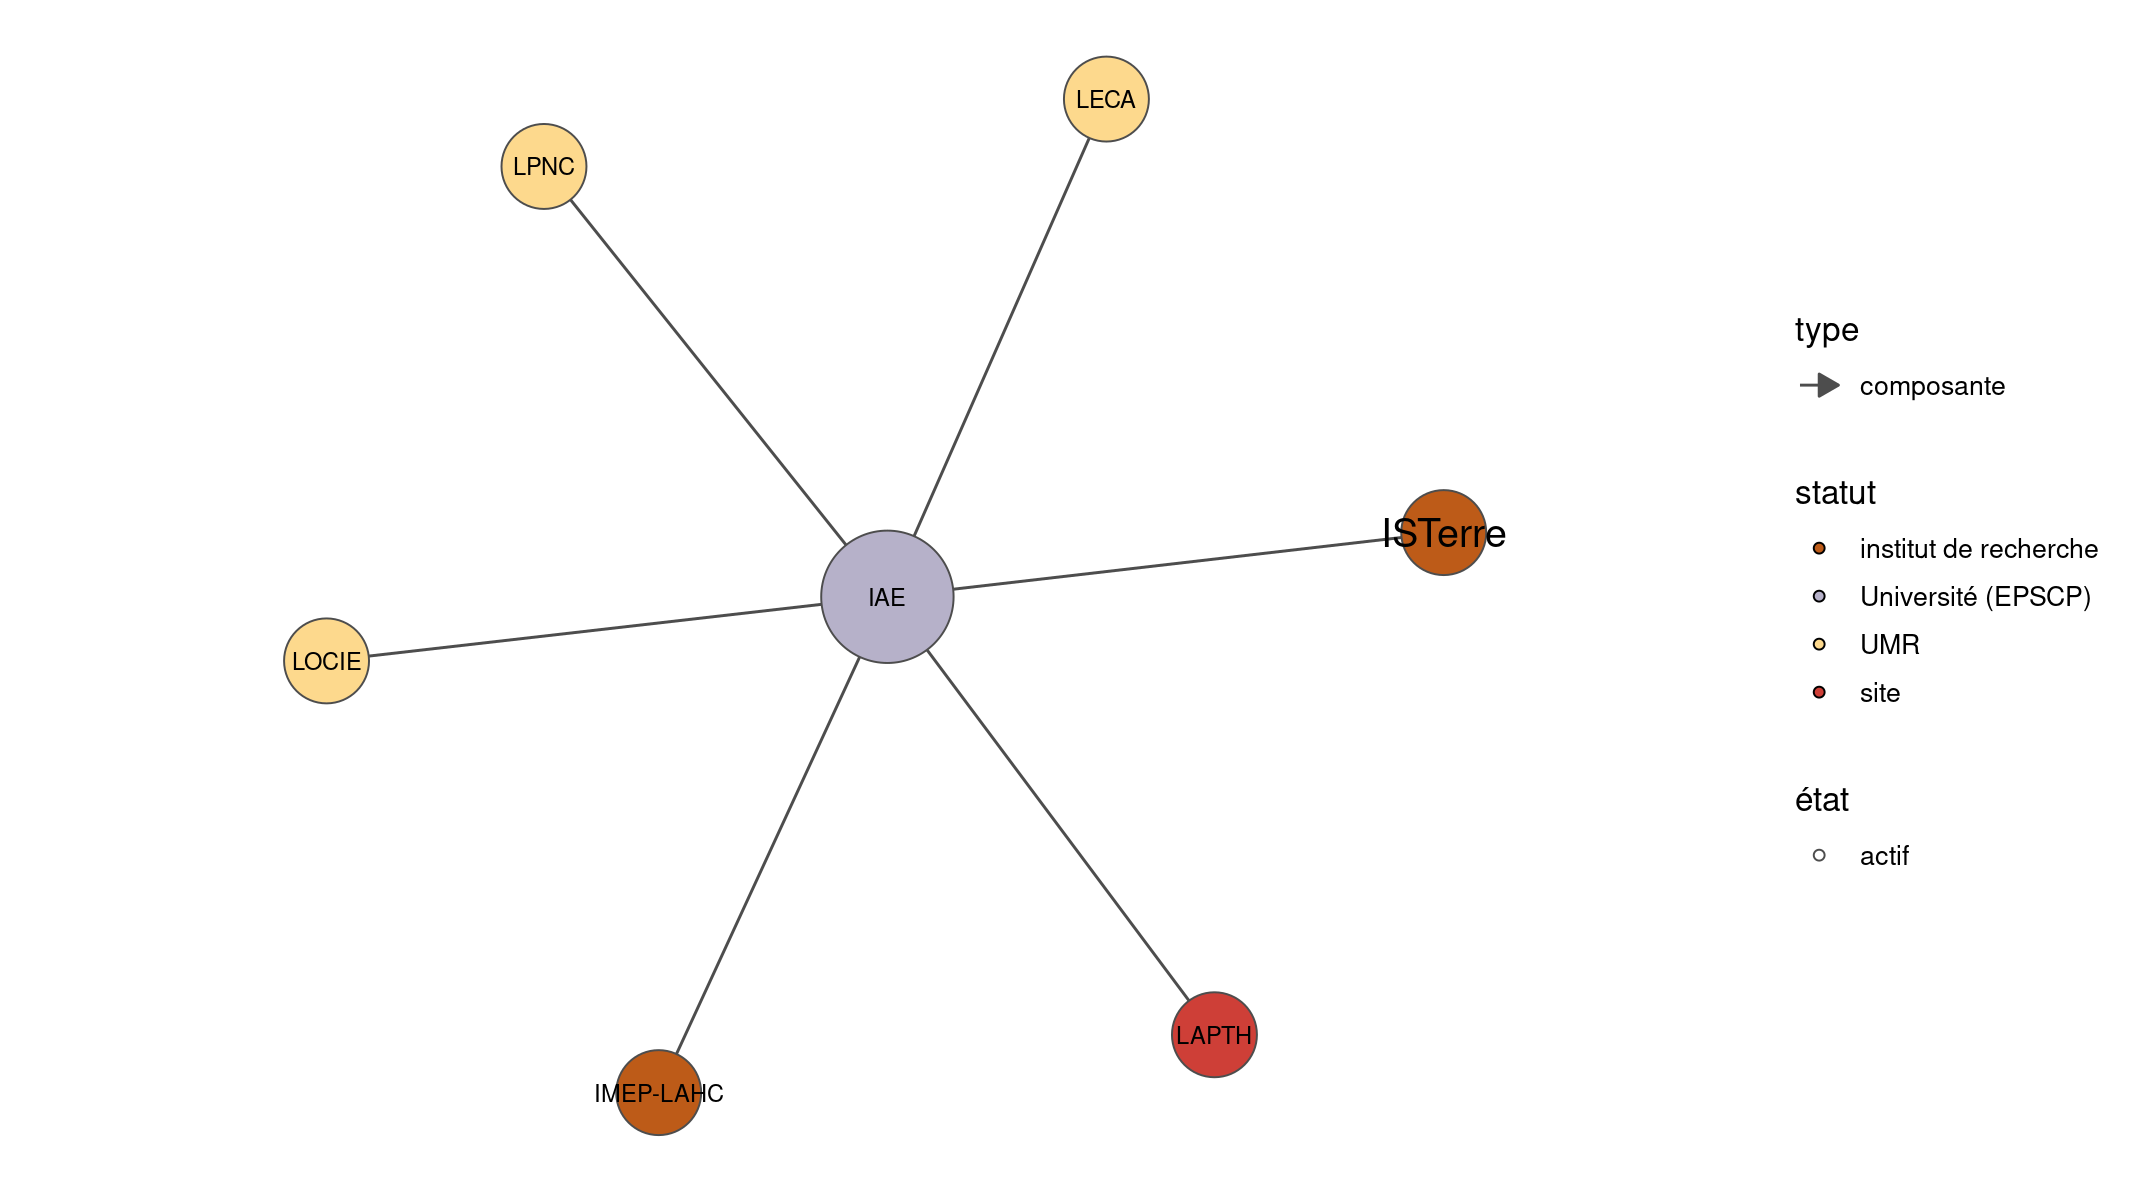 LECA
LPNC
ISTerre
IAE
LOCIE
LAPTH
IMEP-LAHC
type
composante
statut
institut de recherche
Université (EPSCP)
UMR
site
état
actif